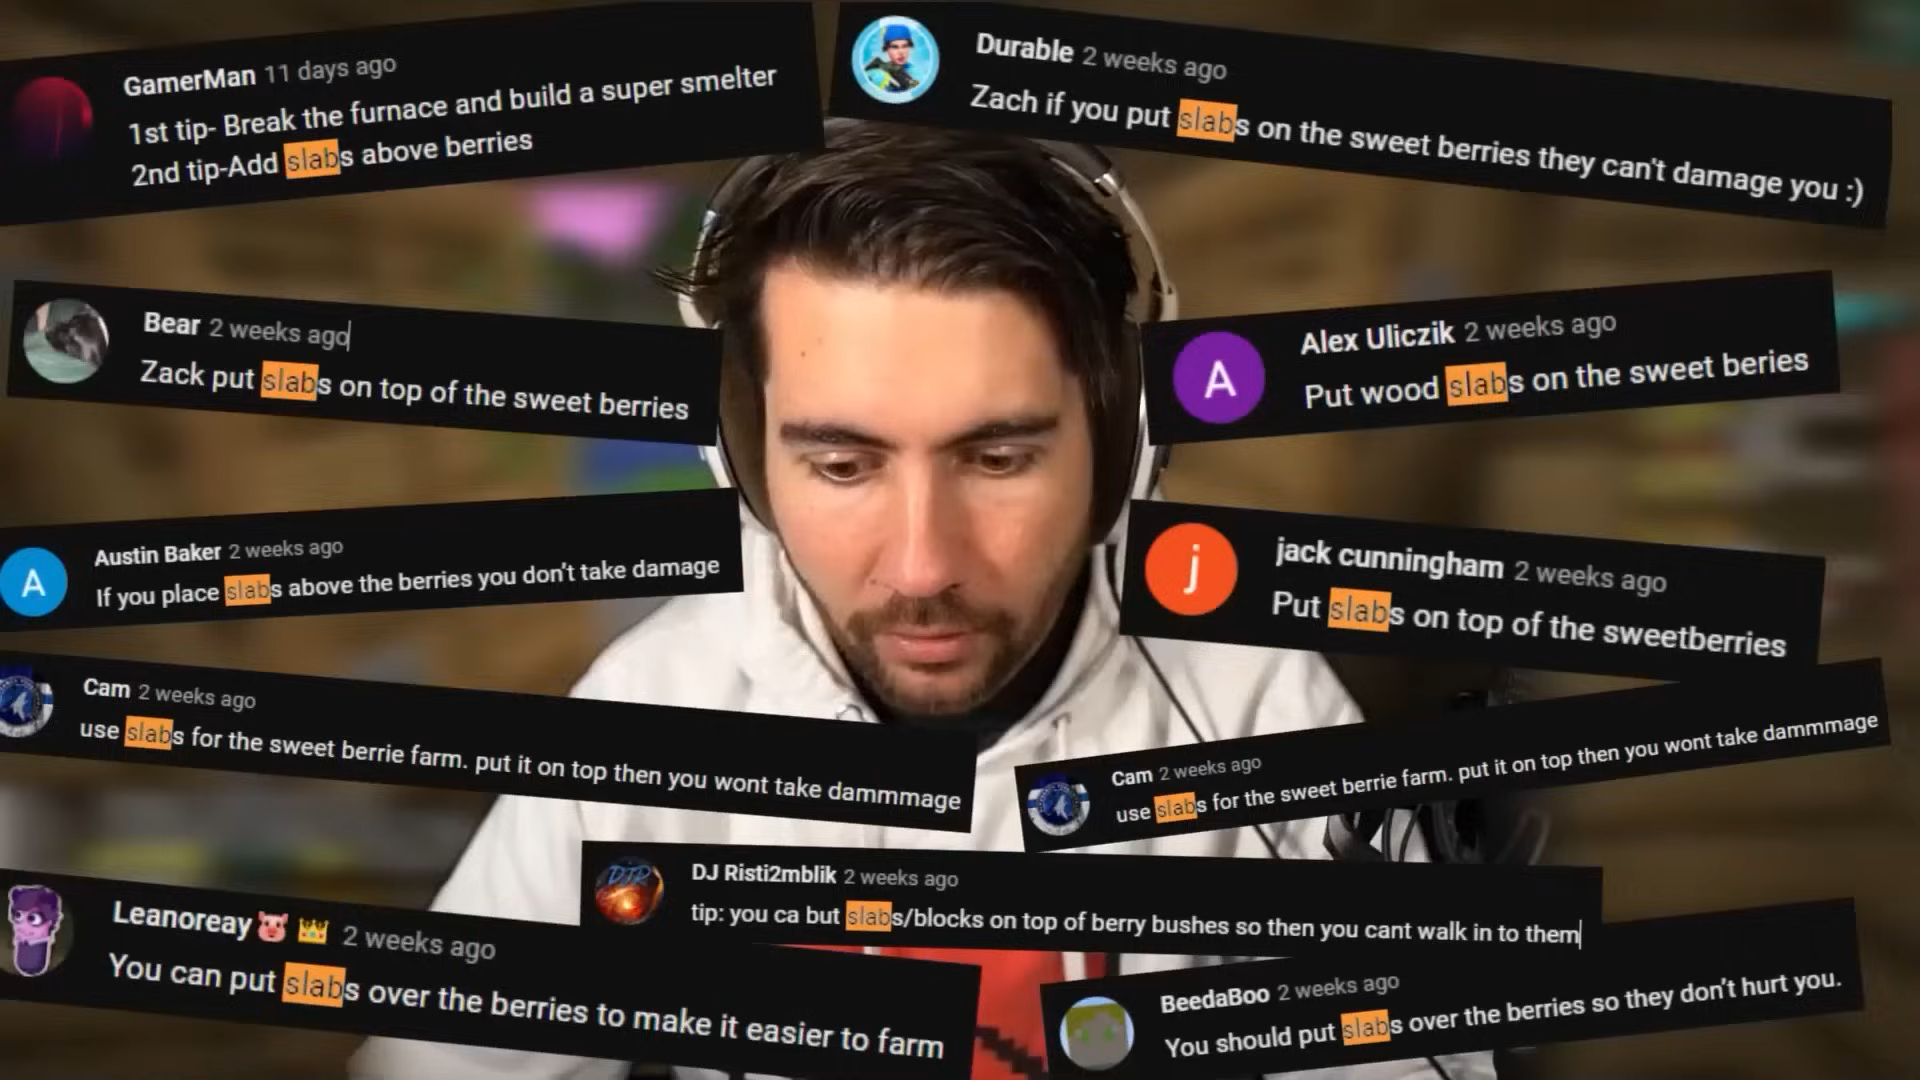 GamerMan 11 days ago
1st tip- Break the furnace and build a super smelter
2nd tip-Add slabs above berries
Durable 2 weeks ago
Zach if you put slabs on the sweet berries they can't damage you :)
Bear 2 weeks ago
Zack put slabs on top of the sweet berries
A
Alex Uliczik 2 weeks ago
Put wood slabs on the sweet beries
A
Austin Baker 2 weeks ago
If you place slabs above the berries you don't take damage
j
jack cunningham 2 weeks ago
Put slabs on top of the sweetberries
Cam 2 weeks ago
use slabs for the sweet berrie farm. put it on top then you wont take dammmage
Cam 2 weeks ago
use slabs for the sweet berrie farm. put it on top then you wont take dammmage
DTR
DJ Risti2mblik 2 weeks ago
tip: you ca but slabs/blocks on top of berry bushes so then you cant walk in to them
Leanoreay🐷 👑 2 weeks ago
You can put slabs over the berries to make it easier to farm
BeedaBoo 2 weeks ago
You should put slabs over the berries so they don't hurt you.